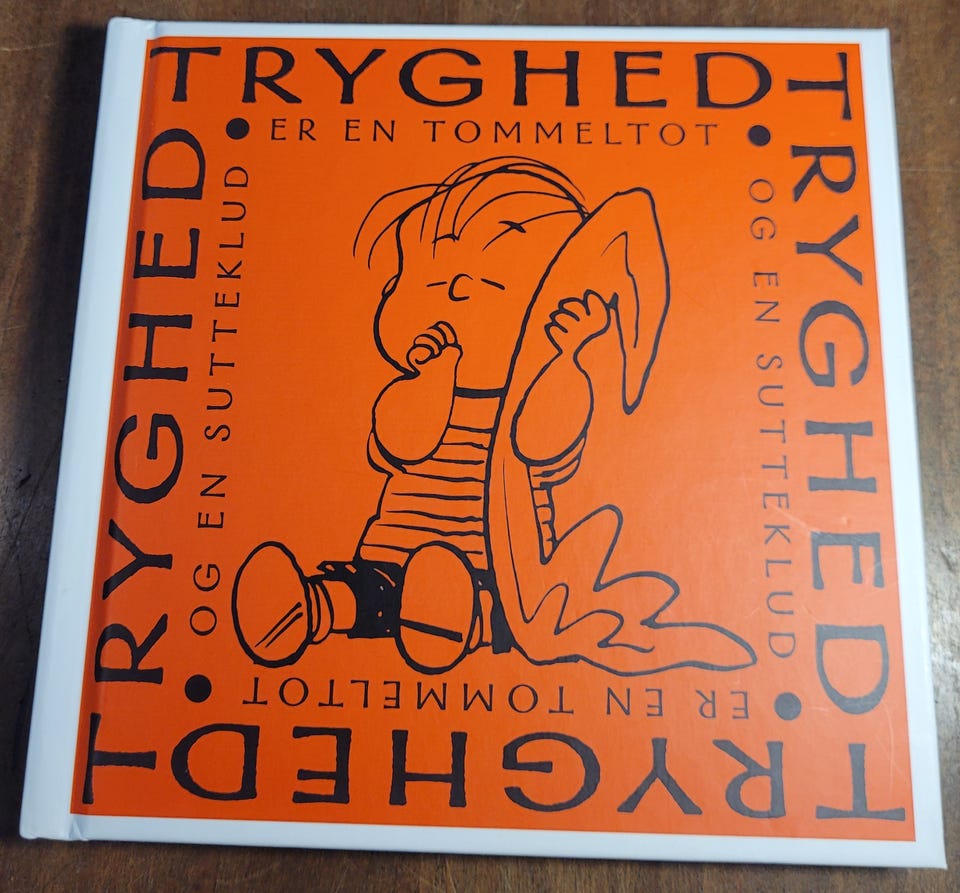 TRYGHED
• ER EN TOMMELTOT •
TRYGHED
OG EN SUTTEKLUD
TRYGHED
• ER EN TOMMELTOT •
TRYGHED
OG EN SUTTEKLUD